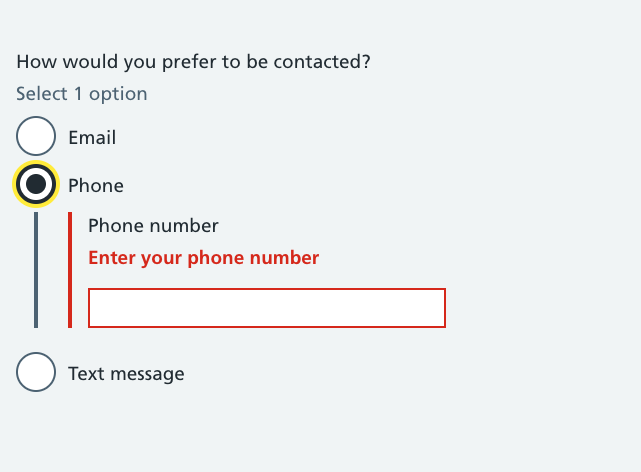 How would you prefer to be contacted?
Select 1 option
Email
Phone
Phone number
Enter your phone number
Text message